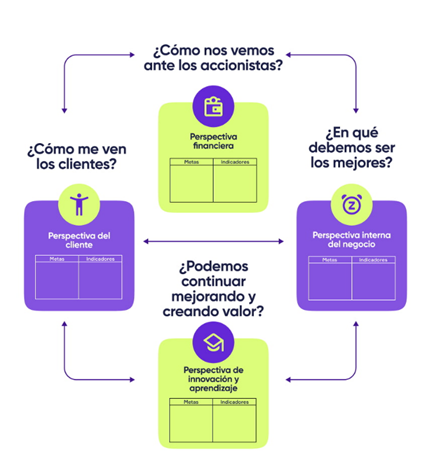 ¿Cómo nos vemos
ante los accionistas?
Perspectiva
financiera
Metas Indicadores
¿Cómo me ven
los clientes?
Perspectiva del
cliente
Metas Indicadores
¿En qué
debemos ser
los mejores?
Perspectiva interna
del negocio
Metas Indicadores
¿Podemos
continuar
mejorando y
creando valor?
Perspectiva de
innovación y
aprendizaje
Metas Indicadores